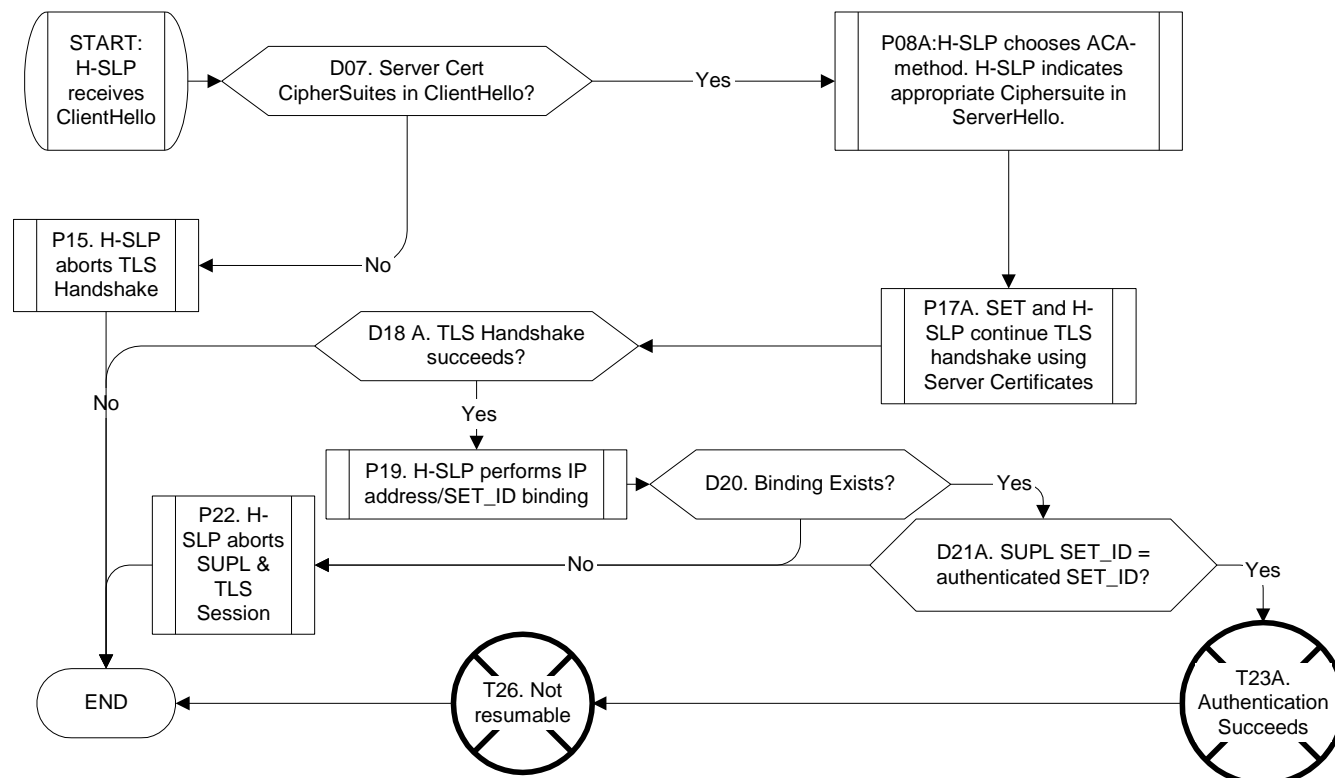 START:
H-SLP
receives
ClientHello
D07. Server Cert
CipherSuites in ClientHello?
Yes
P08A:H-SLP chooses ACA-
method. H-SLP indicates
appropriate Ciphersuite in
ServerHello.
No
P15. H-SLP
aborts TLS
Handshake
P17A. SET and H-
SLP continue TLS
handshake using
Server Certificates
D18 A. TLS Handshake
succeeds?
No
Yes
P19. H-SLP performs IP
address/SET_ID binding
D20. Binding Exists?
Yes
No
D21A. SUPL SET_ID =
authenticated SET_ID?
Yes
P22. H-
SLP aborts
SUPL &
TLS
Session
T23A.
Authentication
Succeeds
T26. Not
resumable
END